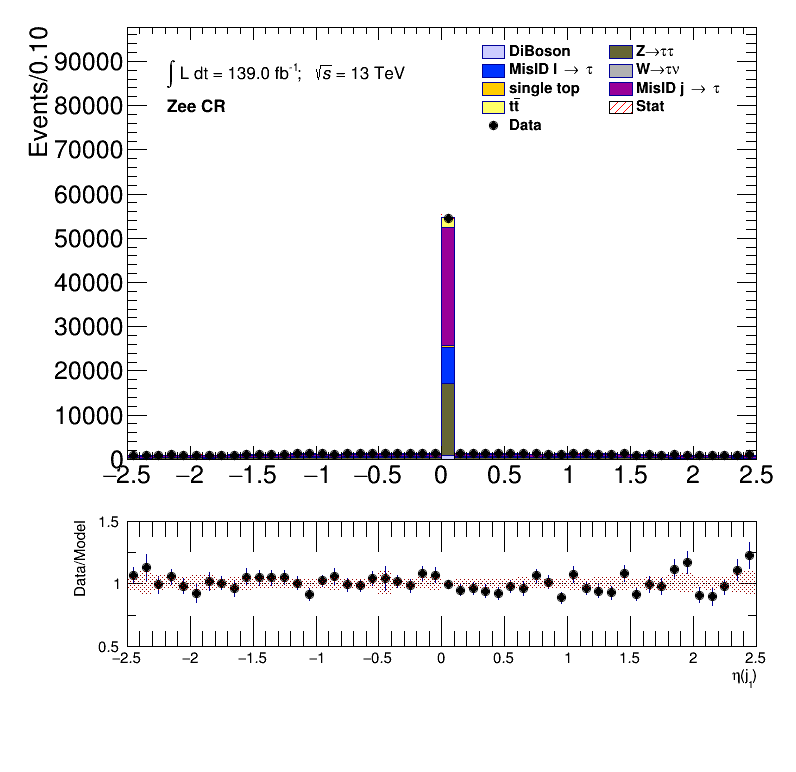 Events/0.10
90000
80000
70000
60000
50000
40000
30000
20000
10000
0
∫ L dt = 139.0 fb⁻¹; √s = 13 TeV
Zee CR
DiBoson
MisID l → τ
single top
tt̄
Data
Z→ττ
W→τν
MisID j → τ
Stat
−2.5 −2 −1.5 −1 −0.5 0 0.5 1 1.5 2 2.5
Data/Model
1.5
1
0.5
−2.5 −2 −1.5 −1 −0.5 0 0.5 1 1.5 2 2.5
η(j₁)